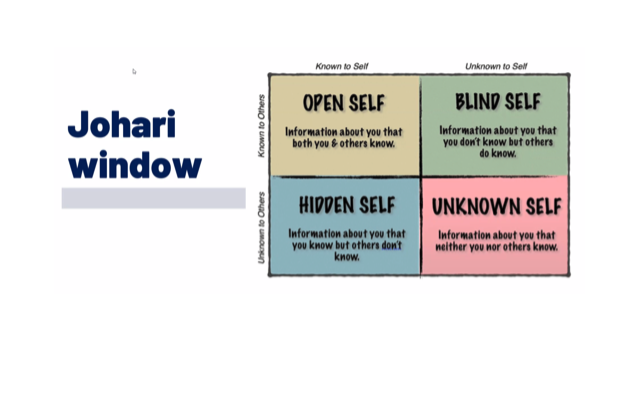 Johari
window
Known to Self
Unknown to Self
Known to Others
OPEN SELF
Information about you that
both you & others know.
BLIND SELF
Information about you that
you don't know but others
do know.
Unknown to Others
HIDDEN SELF
Information about you that
you know but others don't
know.
UNKNOWN SELF
Information about you that
neither you nor others know.